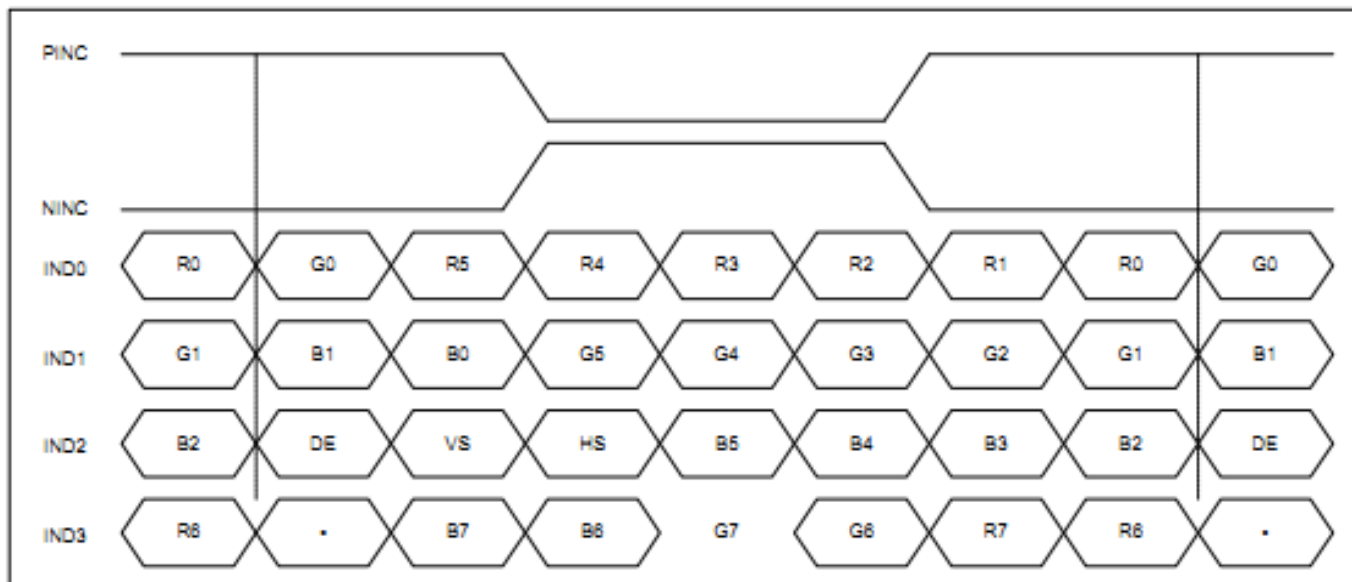 PINC
NINC
IND0 R0 G0 R5 R4 R3 R2 R1 R0 G0
IND1 G1 B1 B0 G5 G4 G3 G2 G1 B1
IND2 B2 DE VS HS B5 B4 B3 B2 DE
IND3 R6 - B7 B6 G7 G6 R7 R6 -